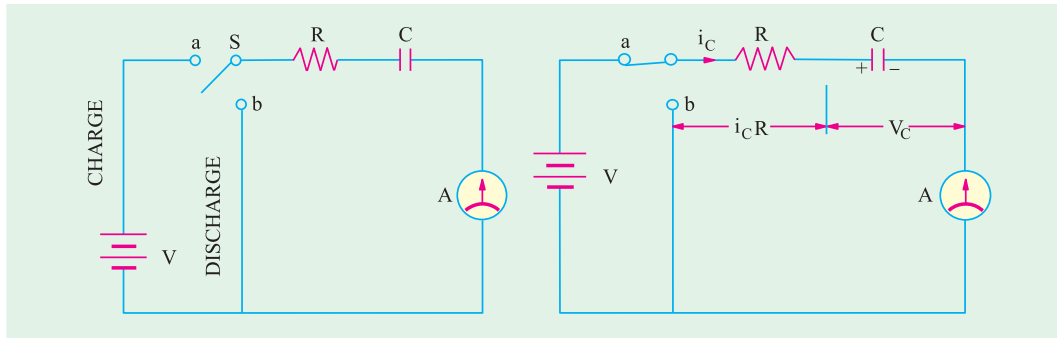 a S R C
b
CHARGE
DISCHARGE
V
A
a i_C R C
+ –
b
i_C R V_C
V
A